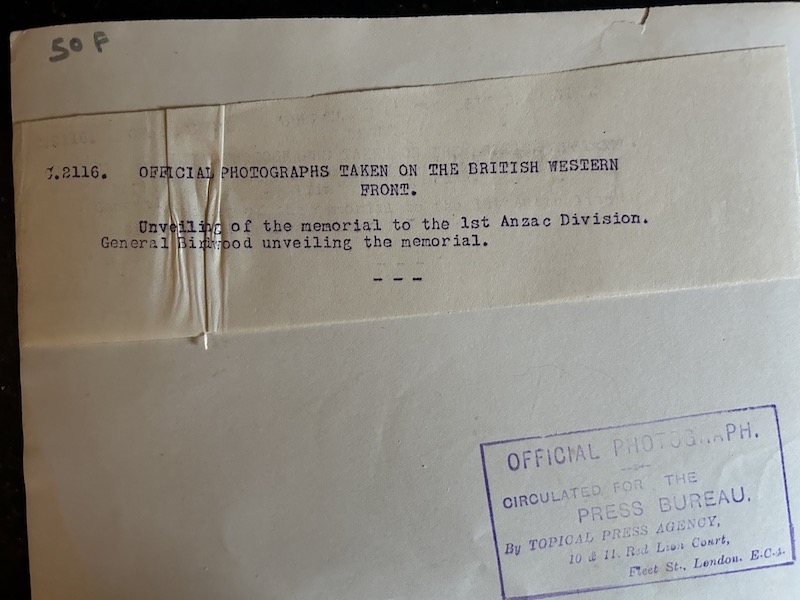 50 F
2116. OFFICIAL PHOTOGRAPHS TAKEN ON THE BRITISH WESTERN
FRONT.
Unveiling of the memorial to the 1st Anzac Division.
General Birdwood unveiling the memorial.
- - -
OFFICIAL PHOTOGRAPH.
CIRCULATED FOR THE
PRESS BUREAU.
By TOPICAL PRESS AGENCY,
10 & 11, Red Lion Court,
Fleet St., London. E.C.4.